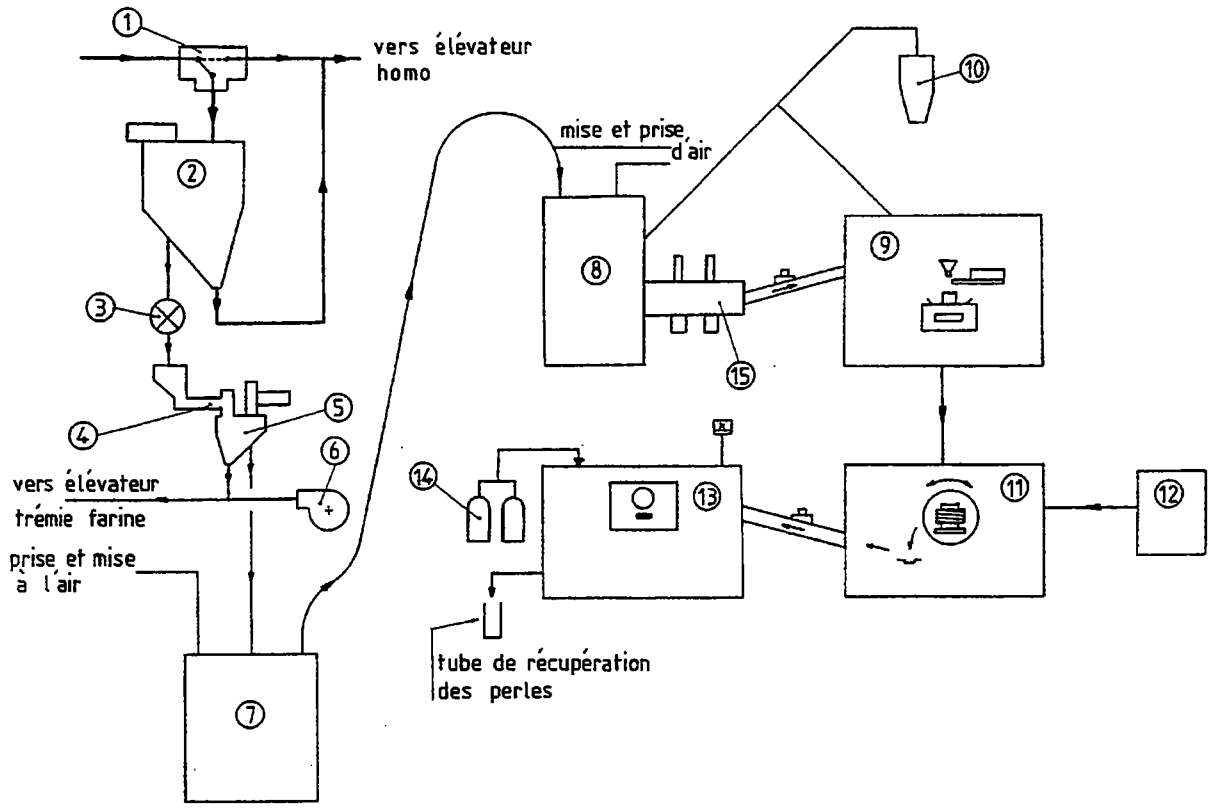 1
vers élévateur
homo
2
3
4
5
6
vers élévateur
trémie farine
prise et mise
à l'air
7
mise et prise
d'air
8
9
10
15
11
12
13
14
tube de récupération
des perles